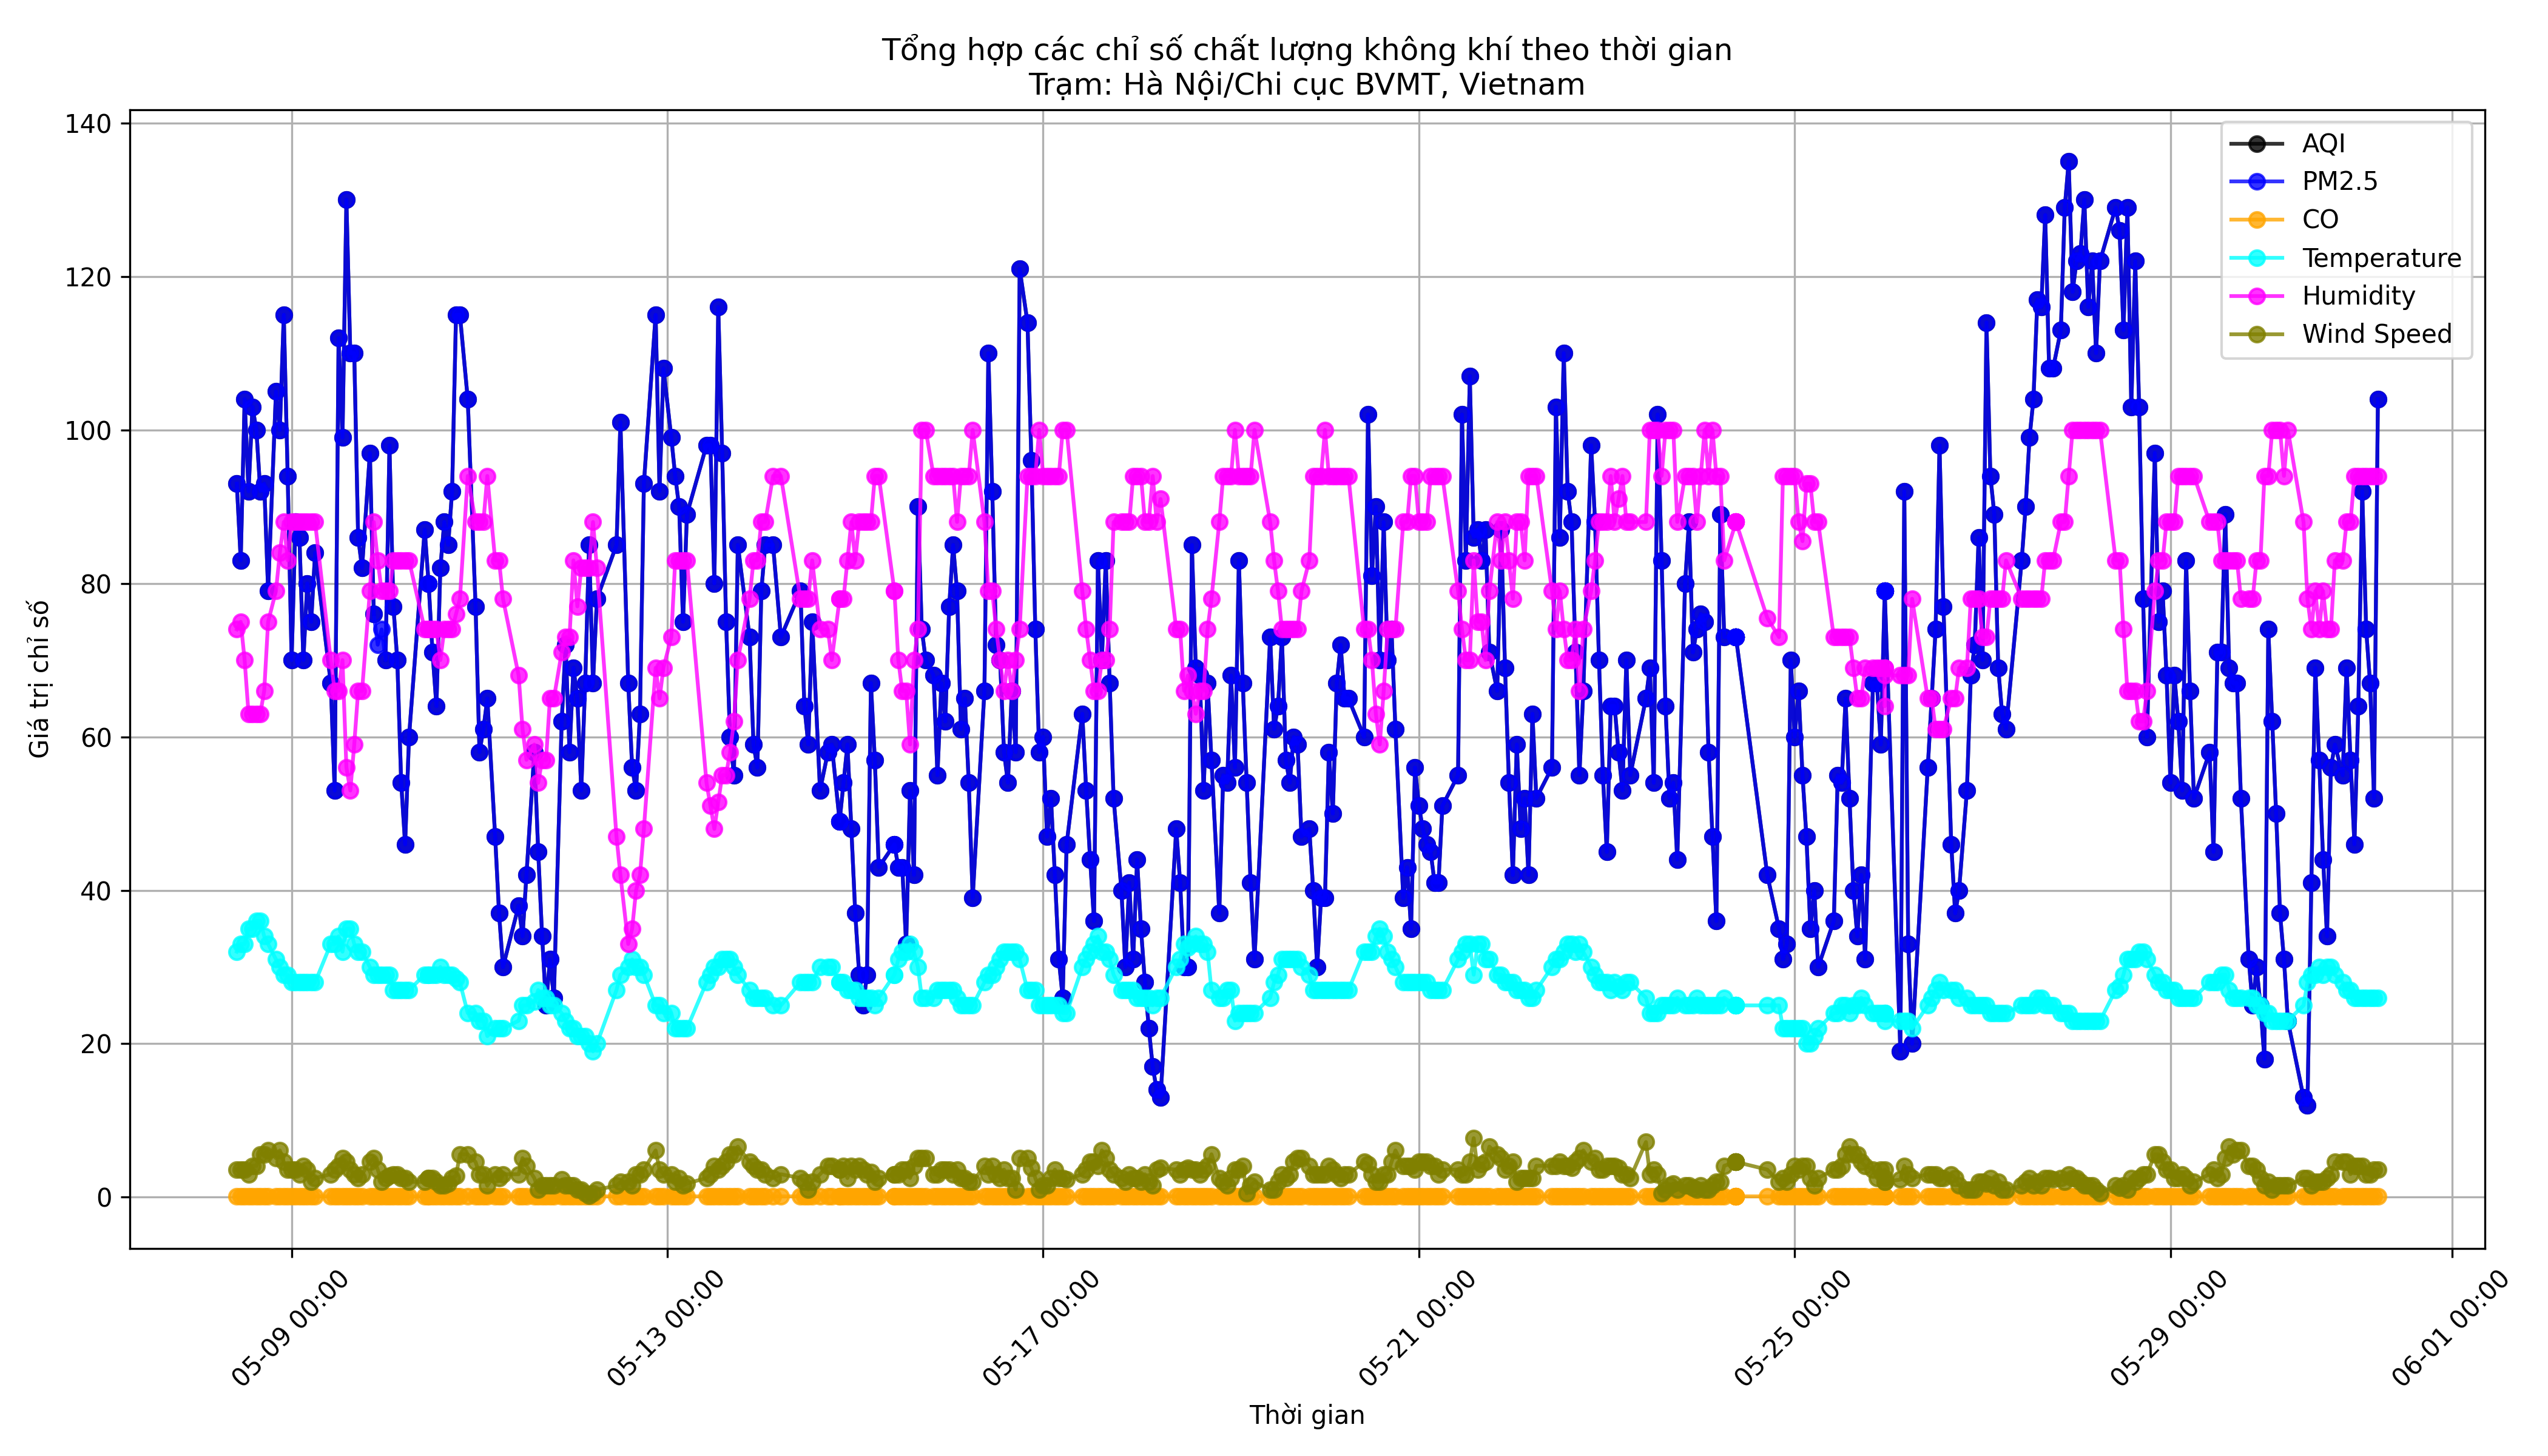 Tổng hợp các chỉ số chất lượng không khí theo thời gian
Trạm: Hà Nội/Chi cục BVMT, Vietnam
140
120
100
80
60
40
20
0
Giá trị chỉ số
AQI
PM2.5
CO
Temperature
Humidity
Wind Speed
05-09 00:00
05-13 00:00
05-17 00:00
05-21 00:00
05-25 00:00
05-29 00:00
06-01 00:00
Thời gian